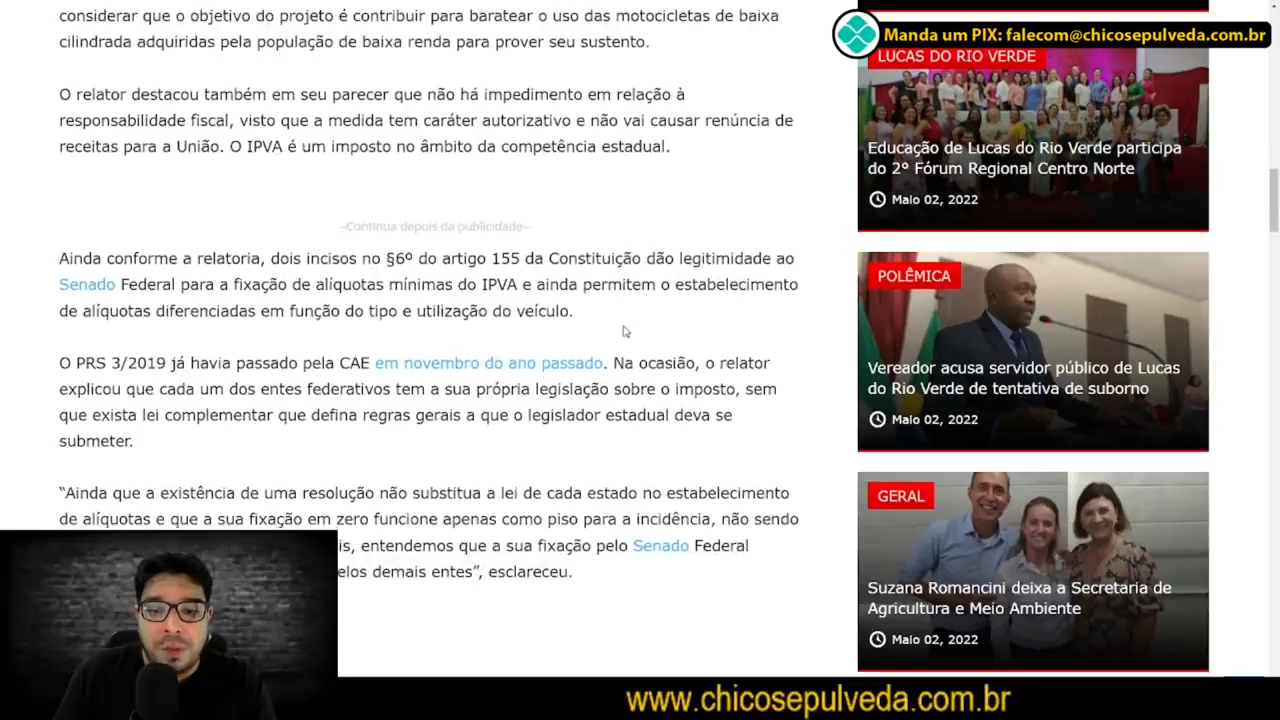 considerar que o objetivo do projeto é contribuir para baratear o uso das motocicletas de baixa
cilindrada adquiridas pela população de baixa renda para prover seu sustento.
O relator destacou também em seu parecer que não há impedimento em relação à
responsabilidade fiscal, visto que a medida tem caráter autorizativo e não vai causar renúncia de
receitas para a União. O IPVA é um imposto no âmbito da competência estadual.
--Continua depois da publicidade--
Ainda conforme a relatoria, dois incisos no §6º do artigo 155 da Constituição dão legitimidade ao
Senado Federal para a fixação de alíquotas mínimas do IPVA e ainda permitem o estabelecimento
de alíquotas diferenciadas em função do tipo e utilização do veículo.
O PRS 3/2019 já havia passado pela CAE em novembro do ano passado. Na ocasião, o relator
explicou que cada um dos entes federativos tem a sua própria legislação sobre o imposto, sem
que exista lei complementar que defina regras gerais a que o legislador estadual deva se
submeter.
“Ainda que a existência de uma resolução não substitua a lei de cada estado no estabelecimento
de alíquotas e que a sua fixação em zero funcione apenas como piso para a incidência, não sendo
is, entendemos que a sua fixação pelo Senado Federal
elos demais entes”, esclareceu.
Manda um PIX: falecom@chicosepulveda.com.br
LUCAS DO RIO VERDE
Educação de Lucas do Rio Verde participa
do 2° Fórum Regional Centro Norte
Maio 02, 2022
POLÊMICA
Vereador acusa servidor público de Lucas
do Rio Verde de tentativa de suborno
Maio 02, 2022
GERAL
Suzana Romancini deixa a Secretaria de
Agricultura e Meio Ambiente
Maio 02, 2022
www.chicosepulveda.com.br